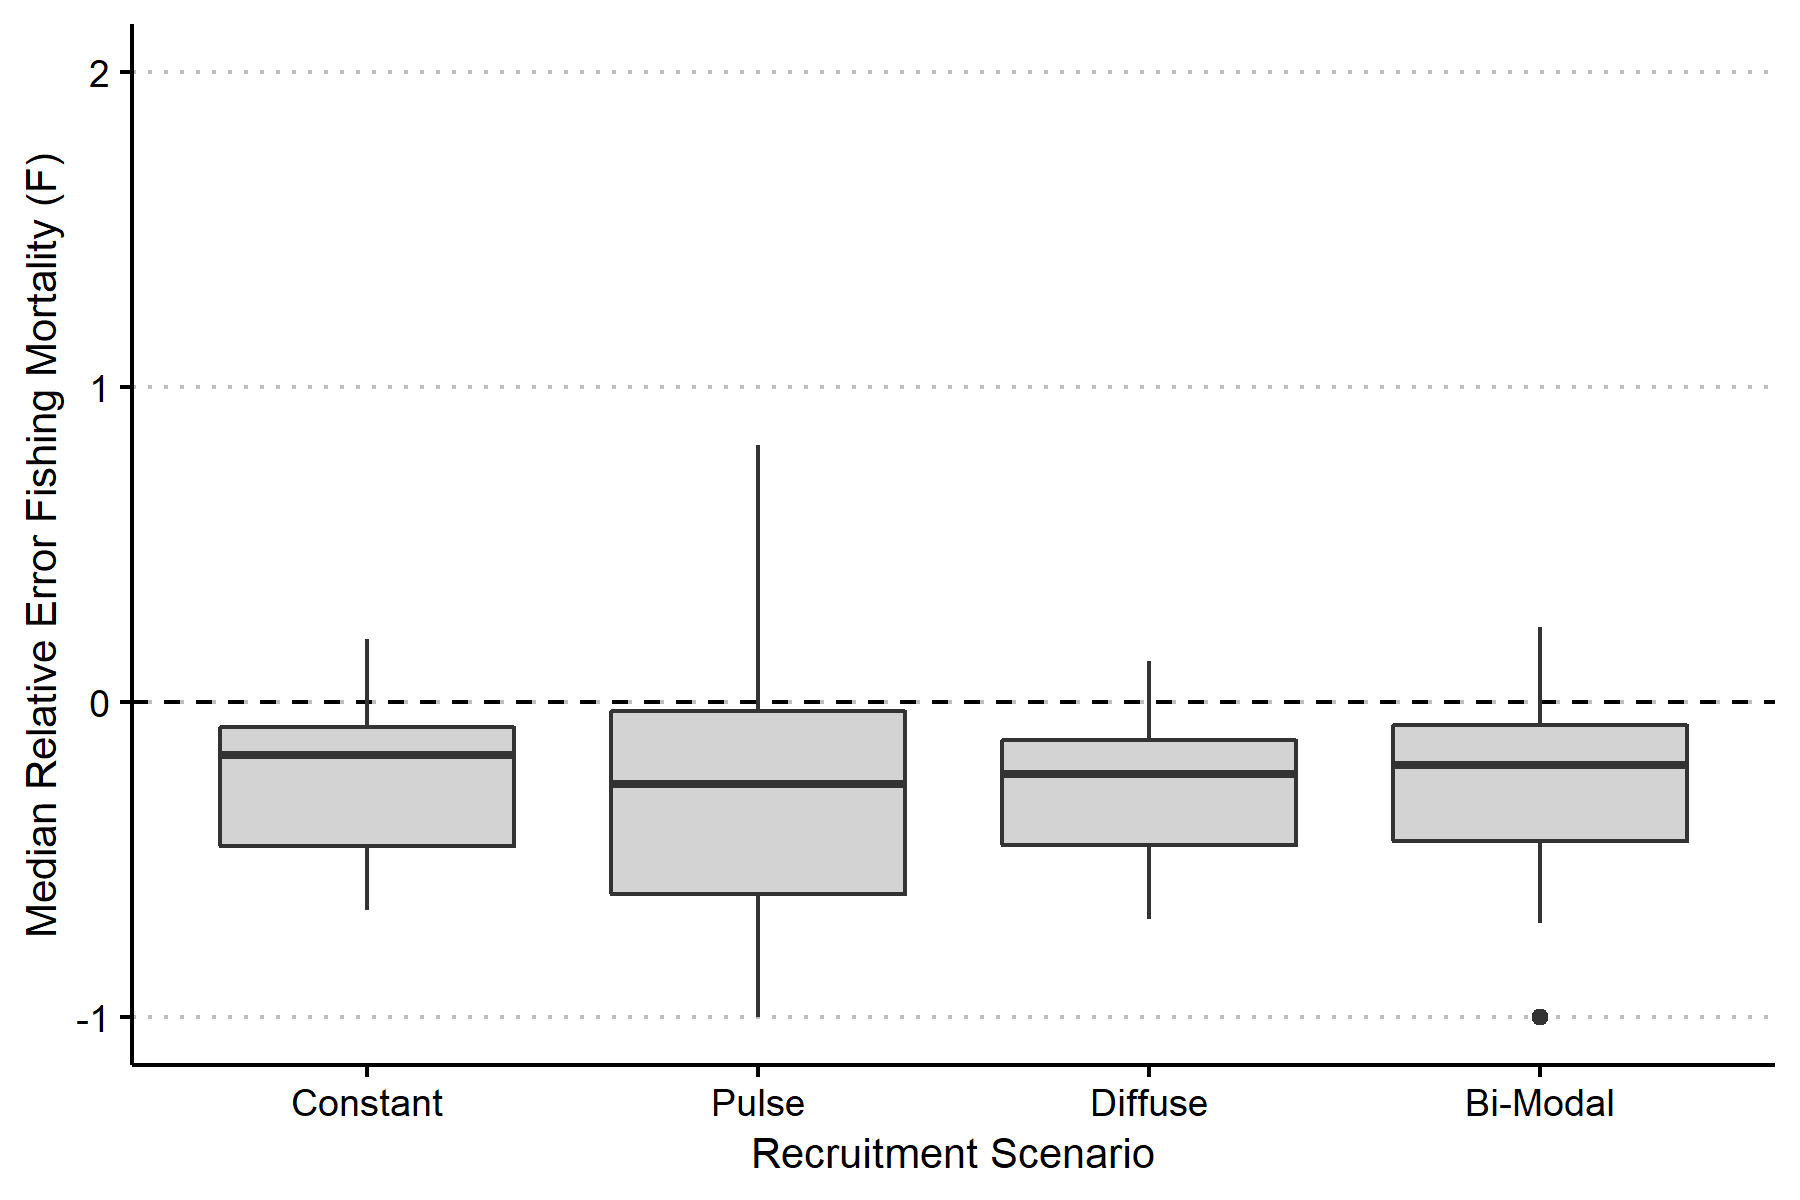 Median Relative Error Fishing Mortality (F)
2
1
0
-1
Constant Pulse Diffuse Bi-Modal
Recruitment Scenario